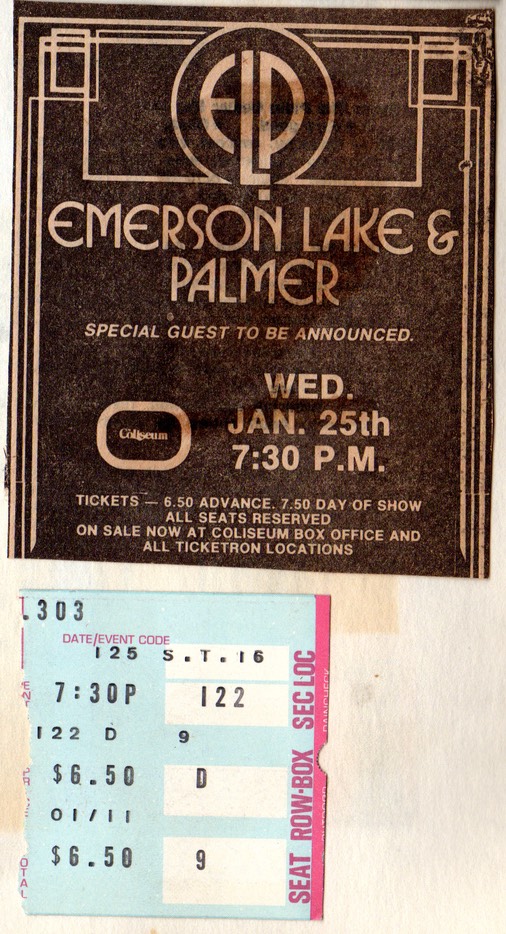 ELP
EMERSON LAKE &
PALMER
SPECIAL GUEST TO BE ANNOUNCED.
WED.
JAN. 25th
7:30 P.M.
Coliseum
TICKETS — 6.50 ADVANCE. 7.50 DAY OF SHOW
ALL SEATS RESERVED
ON SALE NOW AT COLISEUM BOX OFFICE AND
ALL TICKETRON LOCATIONS
.303
DATE/EVENT CODE
125 S.T.16
7:30P 122
122 D 9
$6.50 D
01/11
$6.50 9
SEAT ROW-BOX SEC LOC
RAINCHECK
OTAL